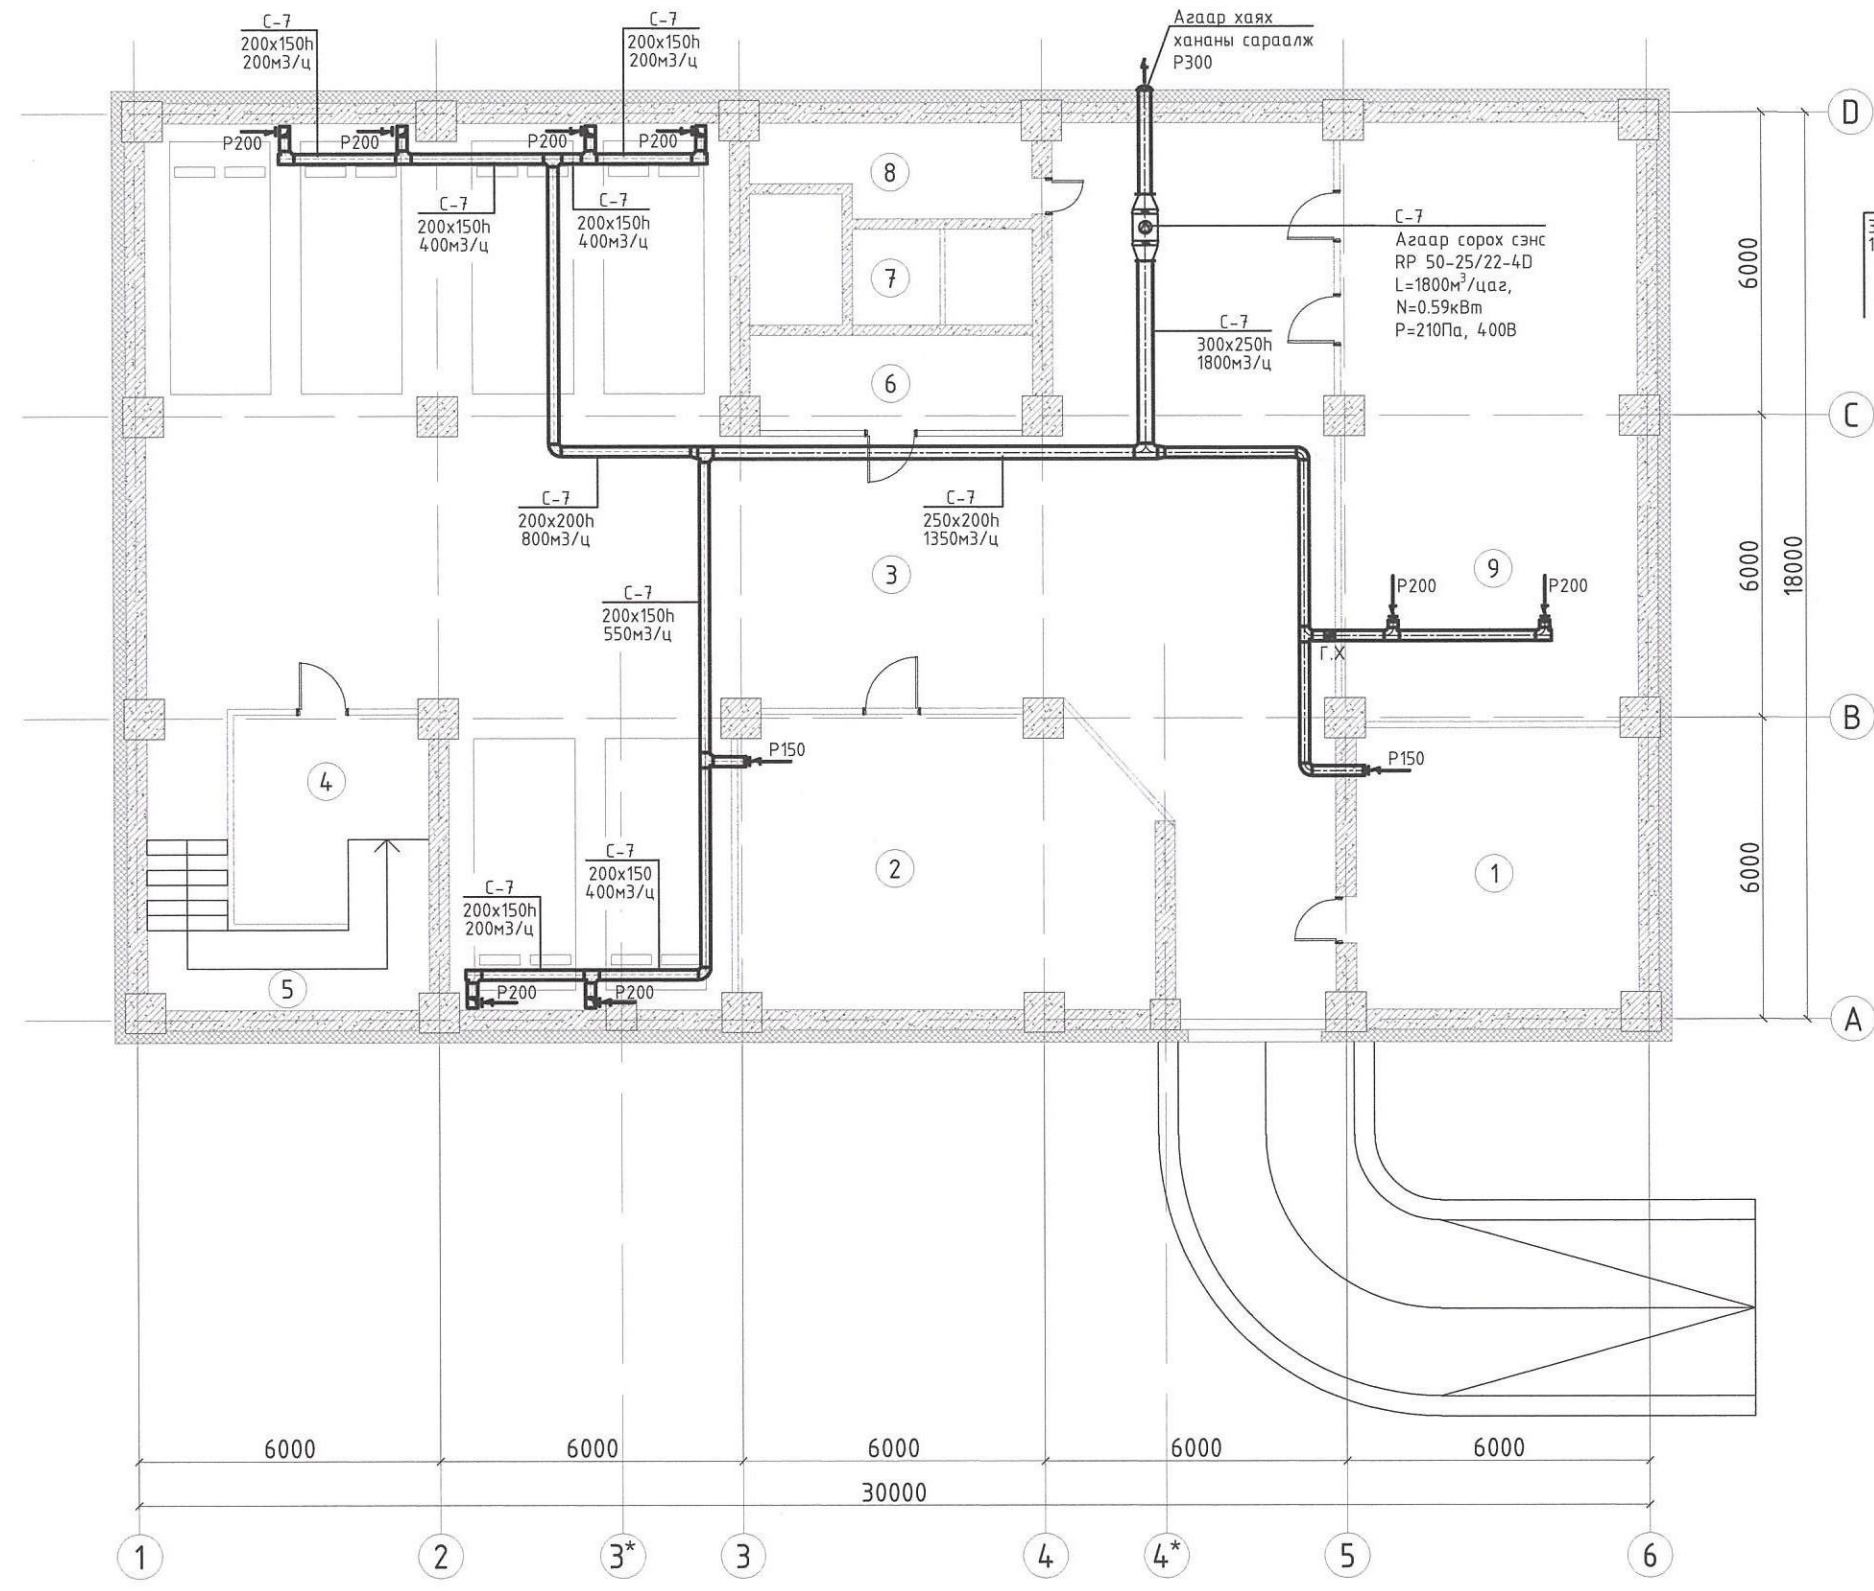 С-7
200x150h
200м3/ц
С-7
200x150h
200м3/ц
Агаар хаях
хананы сараалж
Р300
D
Р200
Р200
Р200
Р200
8
С-7
200x150h
400м3/ц
С-7
200x150h
400м3/ц
С-7
Агаар сорох сэнс
RP 50-25/22-4D
L=1800м³/цаг,
N=0.59кВт
P=210Па, 400В
6000
7
С-7
300x250h
1800м3/ц
6
C
С-7
200x200h
800м3/ц
С-7
250x200h
1350м3/ц
3
9
6000
18000
С-7
200x150h
550м3/ц
Р200
Р200
Г.Х
B
Р150
Р150
4
2
1
6000
С-7
200x150
400м3/ц
С-7
200x150h
200м3/ц
5
Р200
Р200
A
6000
6000
6000
6000
6000
30000
1
2
3*
3
4
4*
5
6